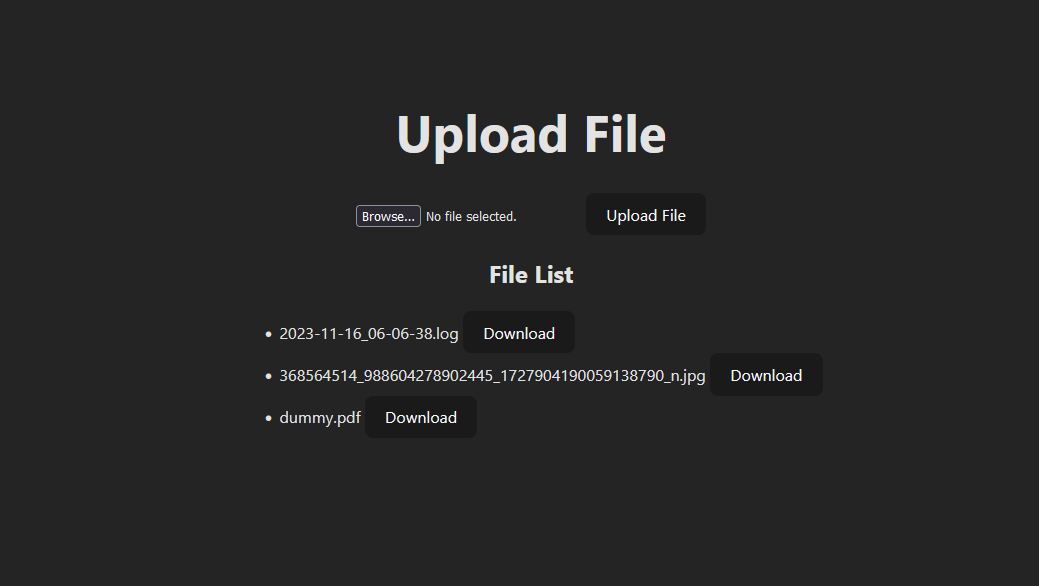 Upload File
Browse... No file selected. Upload File
File List
2023-11-16_06-06-38.log Download
368564514_988604278902445_1727904190059138790_n.jpg Download
dummy.pdf Download